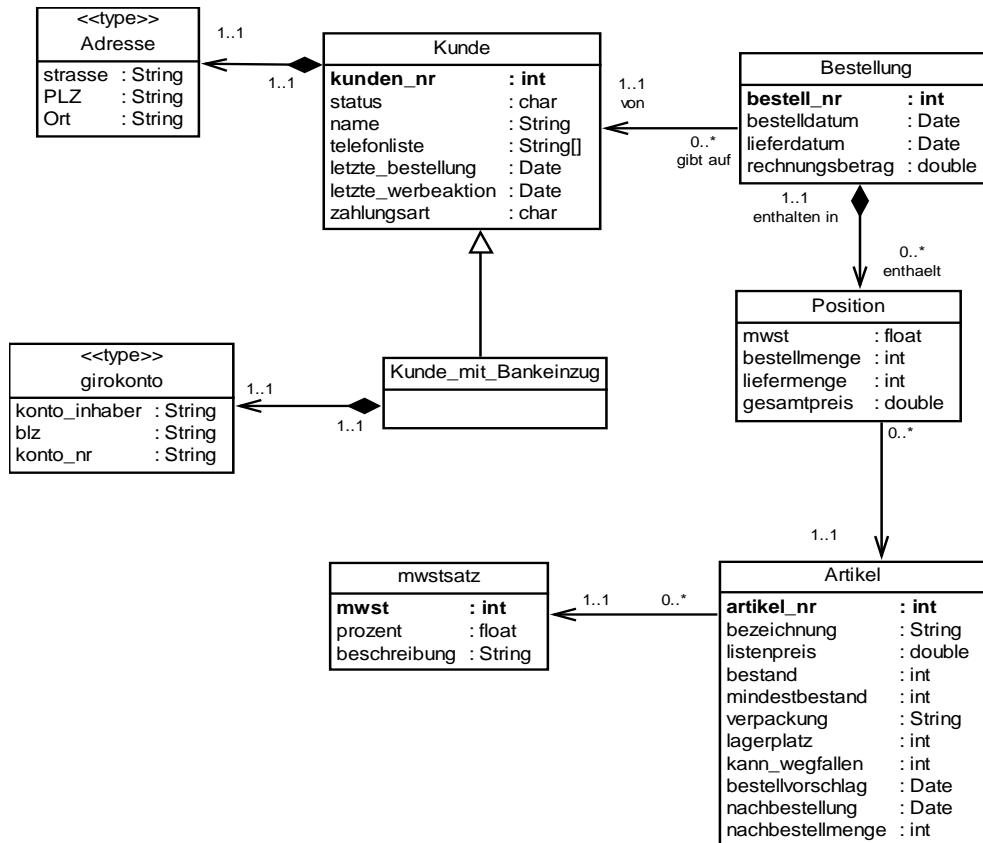 <<type>>
Adresse
strasse : String
PLZ : String
Ort : String
1..1
1..1
Kunde
kunden_nr : int
status : char
name : String
telefonliste : String[]
letzte_bestellung : Date
letzte_werbeaktion : Date
zahlungsart : char
1..1
von
0..*
gibt auf
Bestellung
bestell_nr : int
bestelldatum : Date
lieferdatum : Date
rechnungsbetrag : double
1..1
enthalten in
0..*
enthaelt
Position
mwst : float
bestellmenge : int
liefermenge : int
gesamtpreis : double
0..*
1..1
<<type>>
girokonto
konto_inhaber : String
blz : String
konto_nr : String
1..1
1..1
Kunde_mit_Bankeinzug
mwstsatz
mwst : int
prozent : float
beschreibung : String
1..1
0..*
Artikel
artikel_nr : int
bezeichnung : String
listenpreis : double
bestand : int
mindestbestand : int
verpackung : String
lagerplatz : int
kann_wegfallen : int
bestellvorschlag : Date
nachbestellung : Date
nachbestellmenge : int